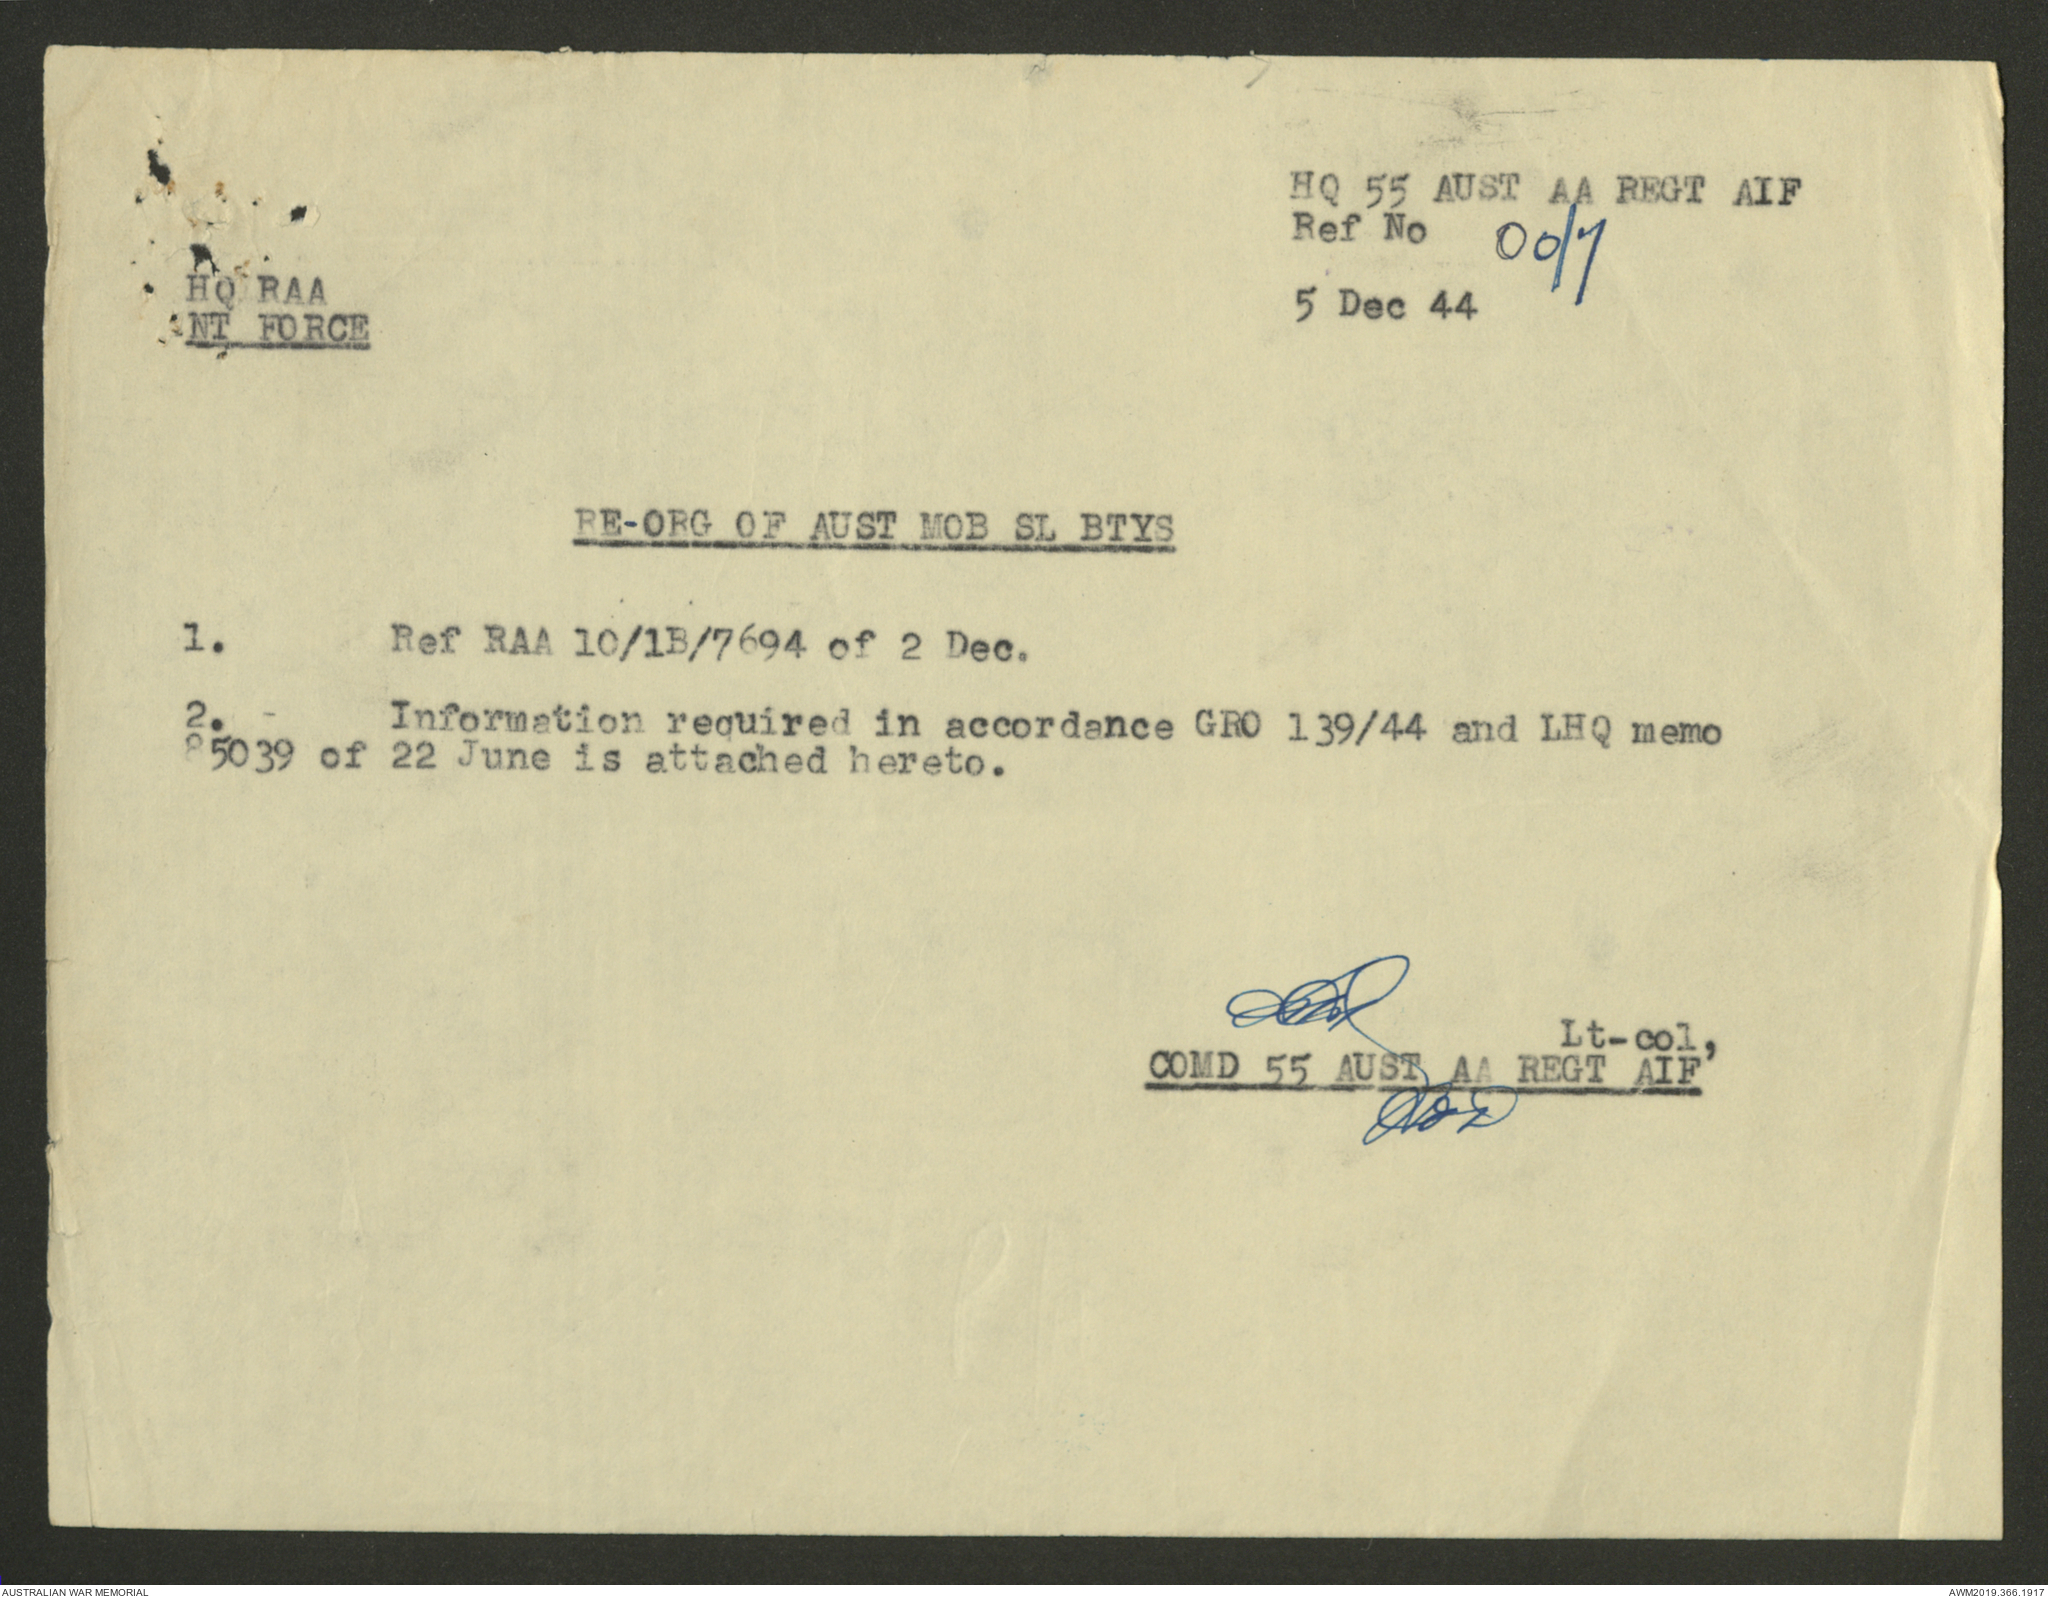 HQ 55 AUST AA REGT AIF
Ref No OO/7
5 Dec 44
HQ RAA
NT FORCE
RE-ORG OF AUST MOB SL BTYS
1. Ref RAA 10/1B/7694 of 2 Dec.
2. - Information required in accordance GRO 139/44 and LHQ memo
85039 of 22 June is attached hereto.
Lt-col,
COMD 55 AUST AA REGT AIF
AUSTRALIAN WAR MEMORIAL
AWM2019.366.1917